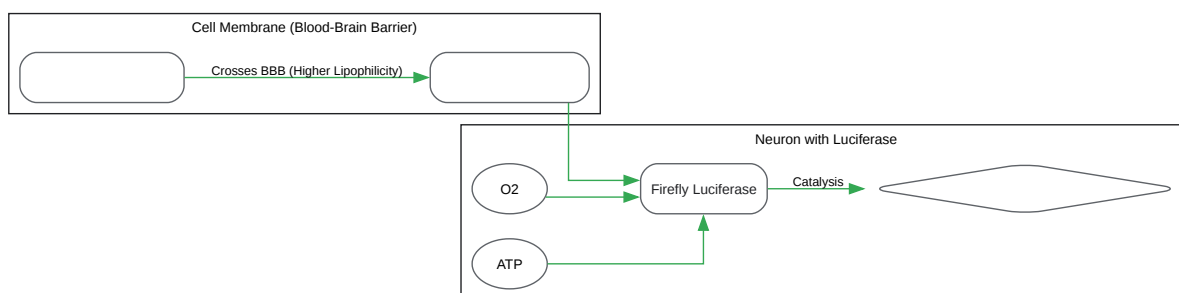 Cell Membrane (Blood-Brain Barrier)
Crosses BBB (Higher Lipophilicity)
Neuron with Luciferase
O2
Firefly Luciferase
Catalysis
ATP